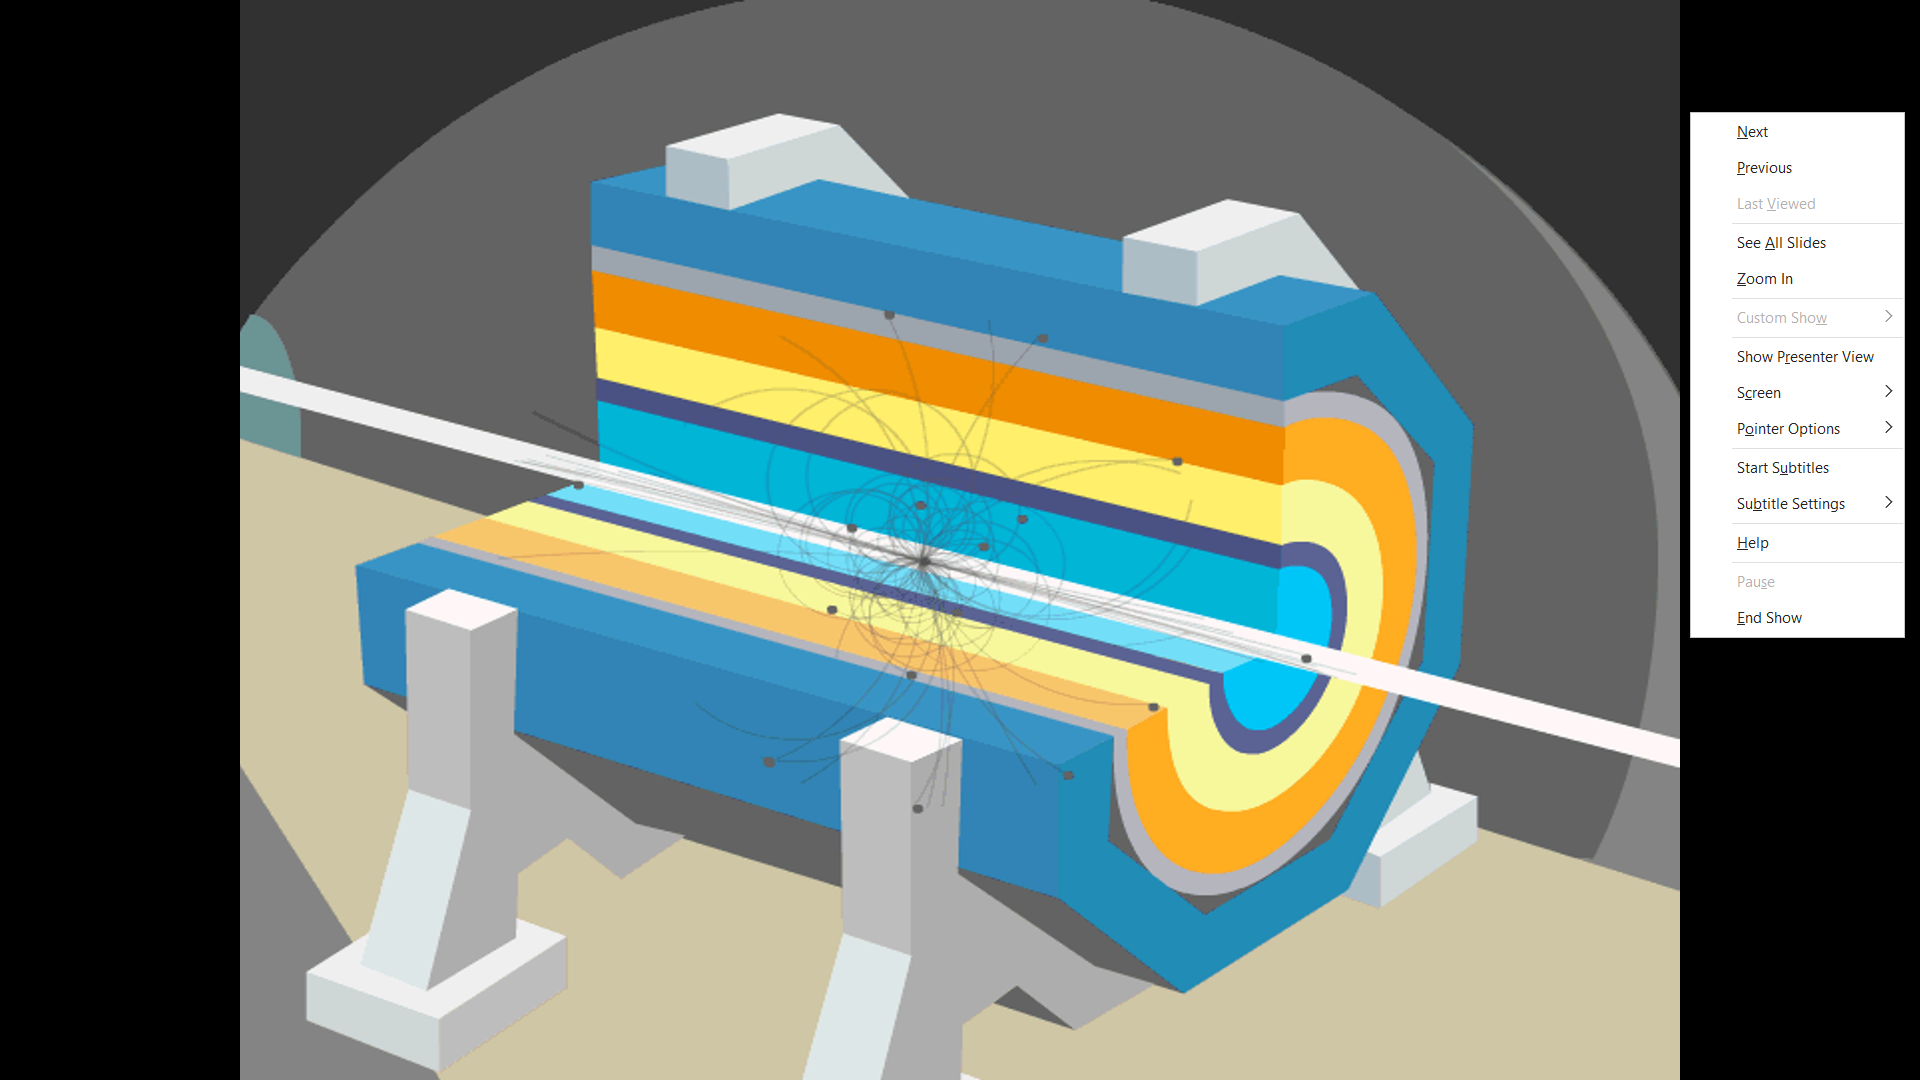 Next
Previous
Last Viewed
See All Slides
Zoom In
Custom Show
Show Presenter View
Screen
Pointer Options
Start Subtitles
Subtitle Settings
Help
Pause
End Show